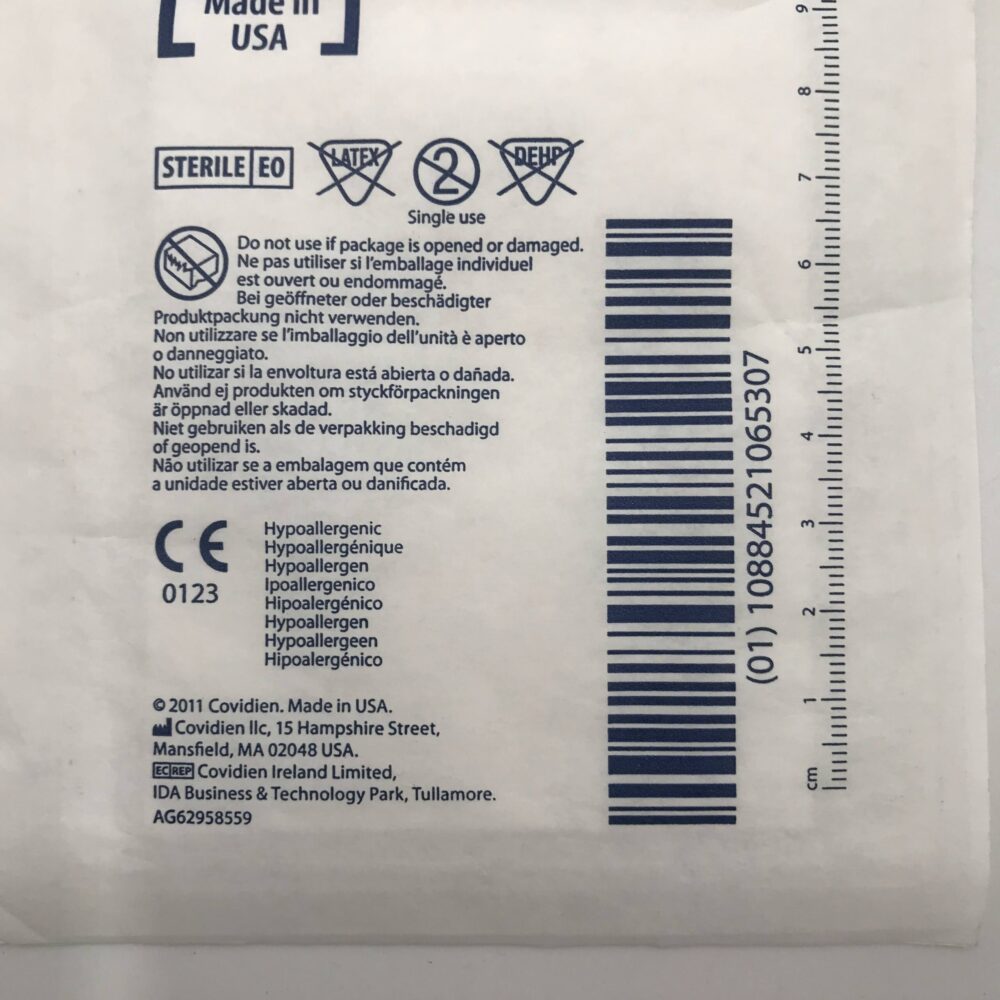 Made in
USA
STERILE EO
LATEX
2
DEHP
Single use
Do not use if package is opened or damaged.
Ne pas utiliser si l'emballage individuel
est ouvert ou endommagé.
Bei geöffneter oder beschädigter
Produktpackung nicht verwenden.
Non utilizzare se l'imballaggio dell'unità è aperto
o danneggiato.
No utilizar si la envoltura está abierta o dañada.
Använd ej produkten om styckförpackningen
är öppnad eller skadad.
Niet gebruiken als de verpakking beschadigd
of geopend is.
Não utilizar se a embalagem que contém
a unidade estiver aberta ou danificada.
CE
0123
Hypoallergenic
Hypoallergénique
Hypoallergen
Ipoallergenico
Hipoalergénico
Hypoallergen
Hypoallergeen
Hipoalergénico
© 2011 Covidien. Made in USA.
Covidien llc, 15 Hampshire Street,
Mansfield, MA 02048 USA.
EC REP Covidien Ireland Limited,
IDA Business & Technology Park, Tullamore.
AG62958559
(01) 10884521065307
cm 1 2 3 4 5 6 7 8 9